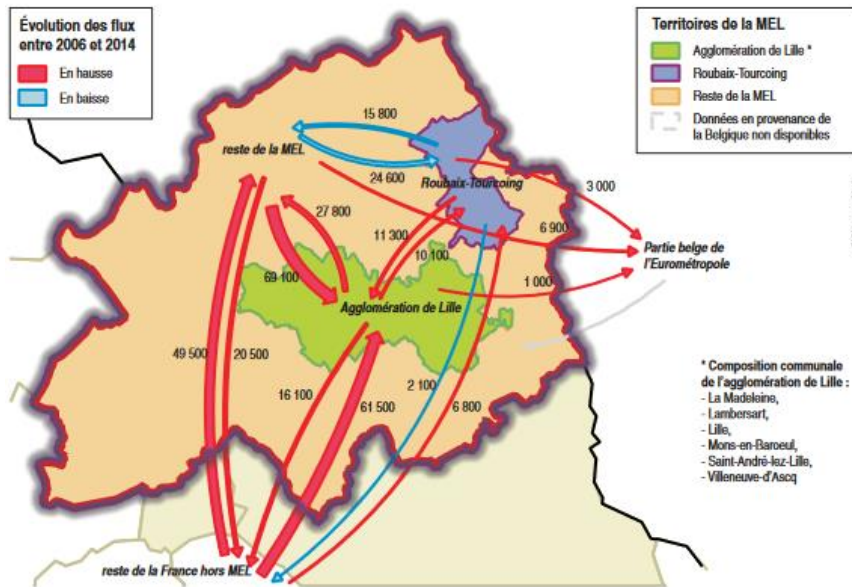 Évolution des flux
entre 2006 et 2014
En hausse
En baisse
Territoires de la MEL
Agglomération de Lille *
Roubaix-Tourcoing
Reste de la MEL
Données en provenance de
la Belgique non disponibles
15 800
reste de la MEL
24 600
Roubaix-Tourcoing
3 000
27 800
11 300
6 900
10 100
Partie belge de
l'Eurométropole
69 100
1 000
Agglomération de Lille
49 500
20 500
16 100
61 500
2 100
6 800
* Composition communale
de l'agglomération de Lille :
- La Madeleine,
- Lambersart,
- Lille,
- Mons-en-Baroeul,
- Saint-André-lez-Lille,
- Villeneuve-d'Ascq
reste de la France hors MEL